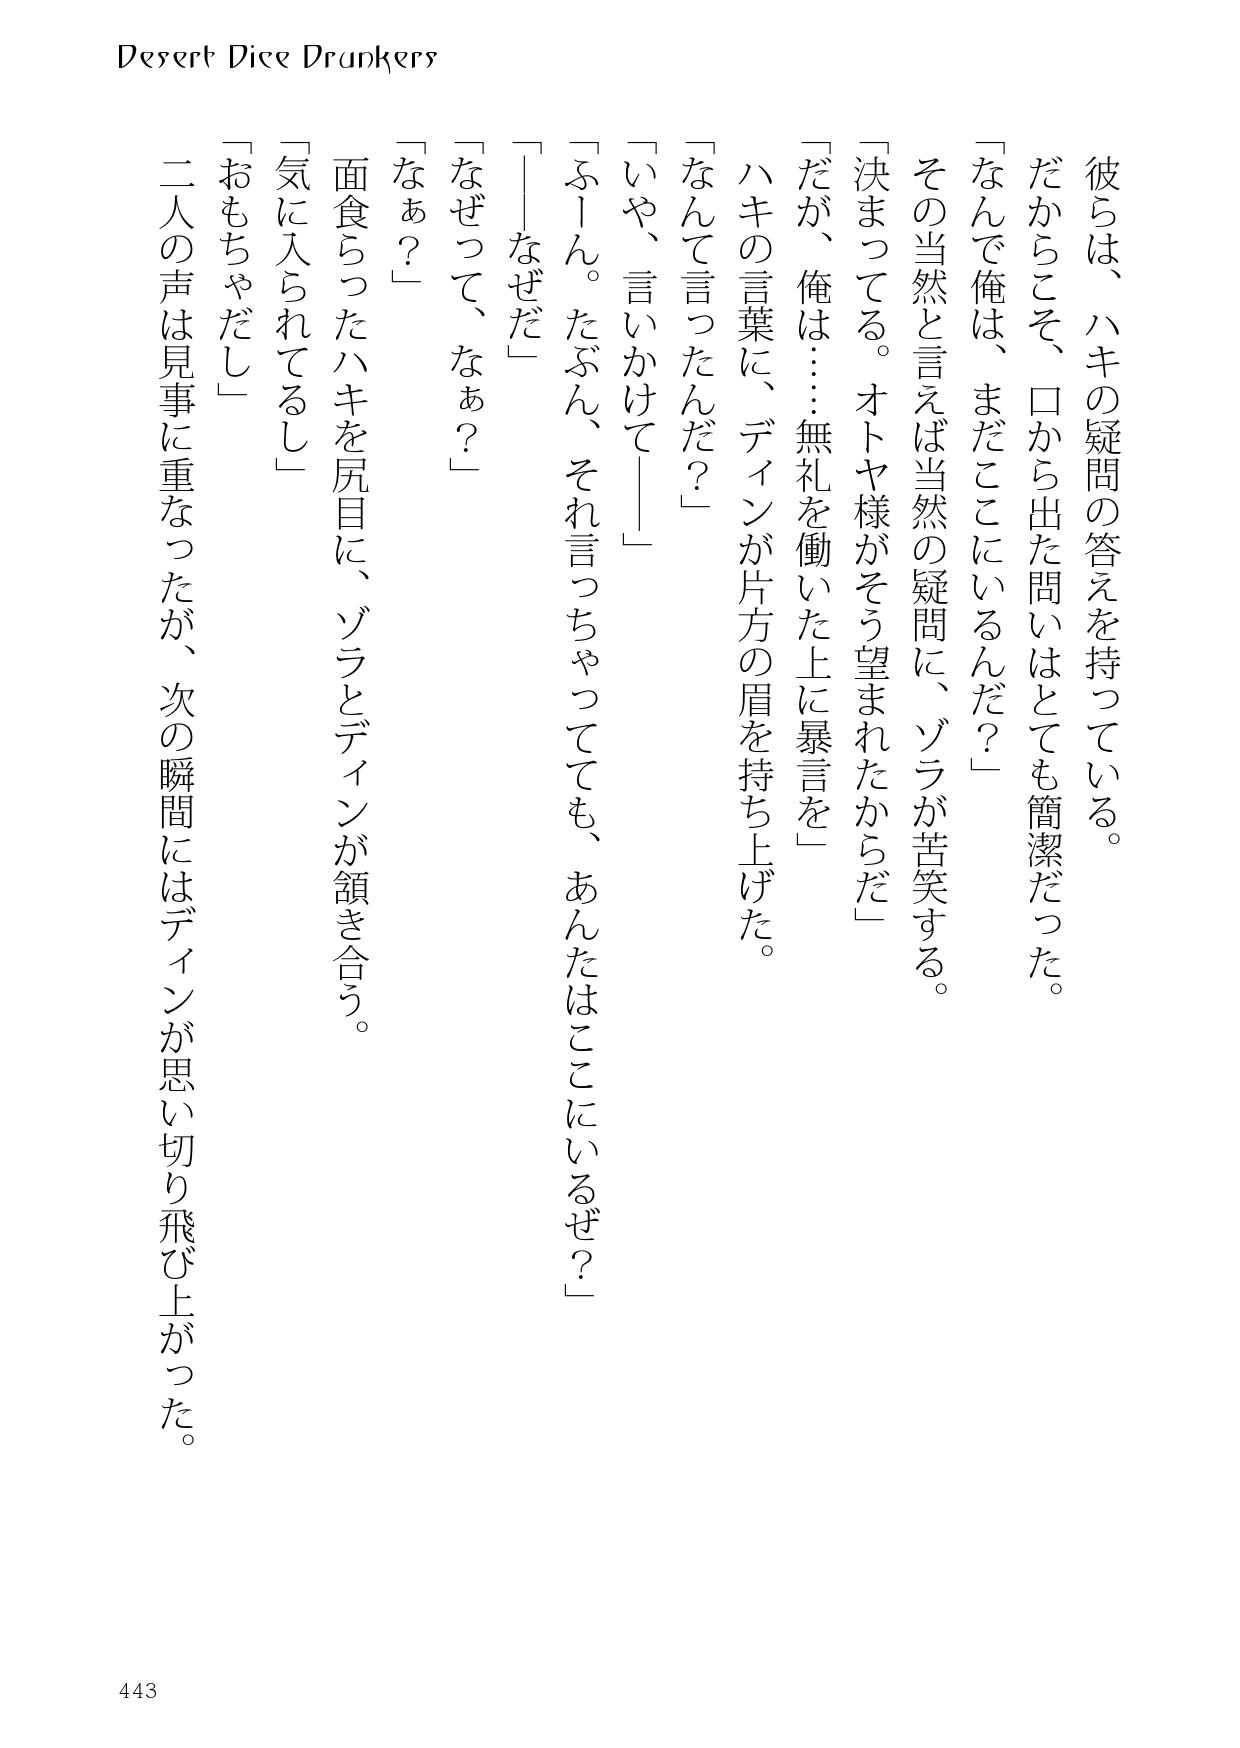 Desert Dice Drunkers
　彼らは、ハキの疑問の答えを持っている。
　だからこそ、口から出た問いはとても簡潔だった。
「なんで俺は、まだここにいるんだ？」
　その当然と言えば当然の疑問に、ゾラが苦笑する。
「決まってる。オトヤ様がそう望まれたからだ」
「だが、俺は……無礼を働いた上に暴言を」
　ハキの言葉に、ディンが片方の眉を持ち上げた。
「なんて言ったんだ？」
「いや、言いかけて――」
「ふーん。たぶん、それ言っちゃってても、あんたはここにいるぜ？」
「――なぜだ」
「なぜって、なぁ？」
「なぁ？」
　面食らったハキを尻目に、ゾラとディンが頷き合う。
「気に入られてるし」
「おもちゃだし」
　二人の声は見事に重なったが、次の瞬間にはディンが思い切り飛び上がった。
443